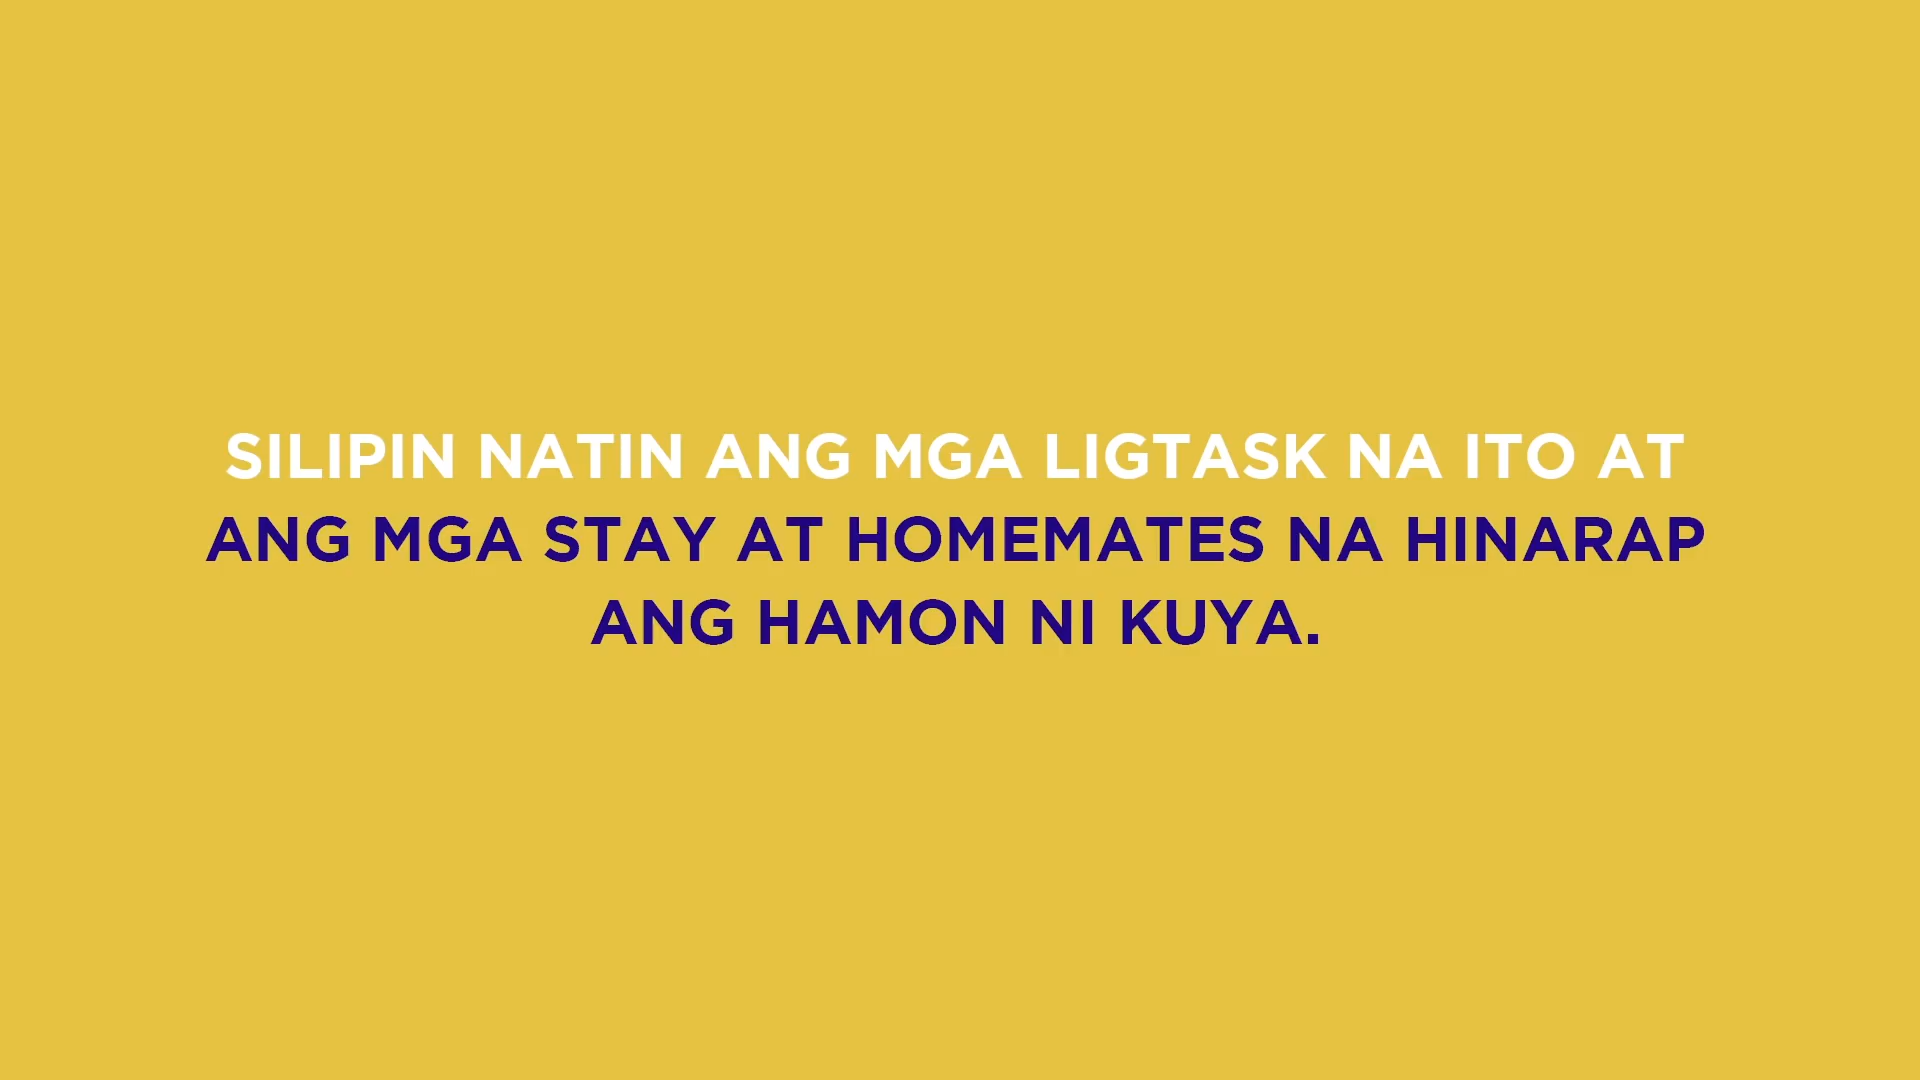 SILIPIN NATIN ANG MGA LIGTASK NA ITO AT
ANG MGA STAY AT HOMEMATES NA HINARAP
ANG HAMON NI KUYA.